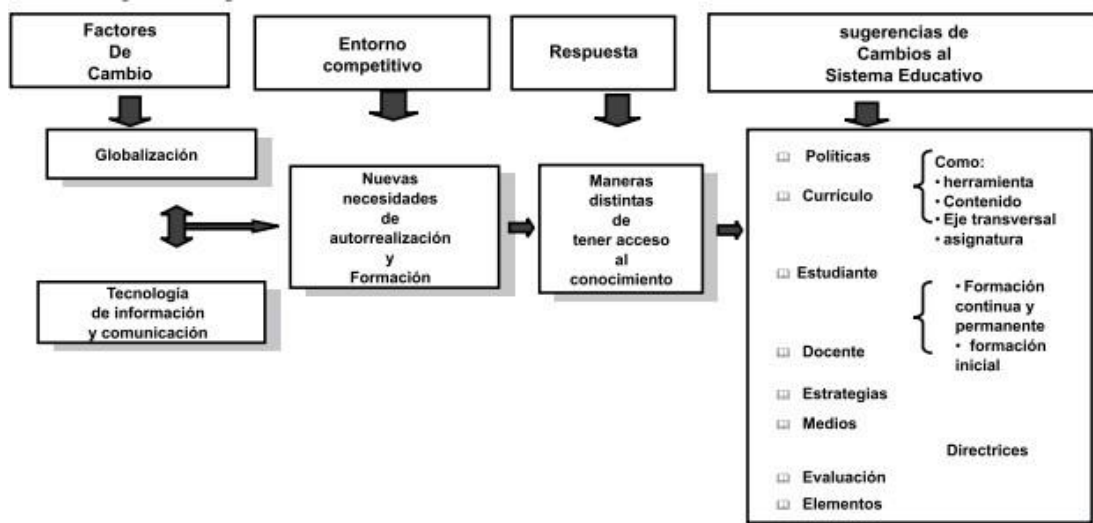 Factores
De
Cambio
Entorno
competitivo
Respuesta
sugerencias de
Cambios al
Sistema Educativo
Globalización
Tecnología
de información
y comunicación
Nuevas
necesidades
de
autorrealización
y
Formación
Maneras
distintas
de
tener acceso
al
conocimiento
Políticas
Currículo
Como:
• herramienta
• Contenido
• Eje transversal
• asignatura
Estudiante
• Formación
continua y
permanente
• formación
inicial
Docente
Estrategias
Medios
Directrices
Evaluación
Elementos